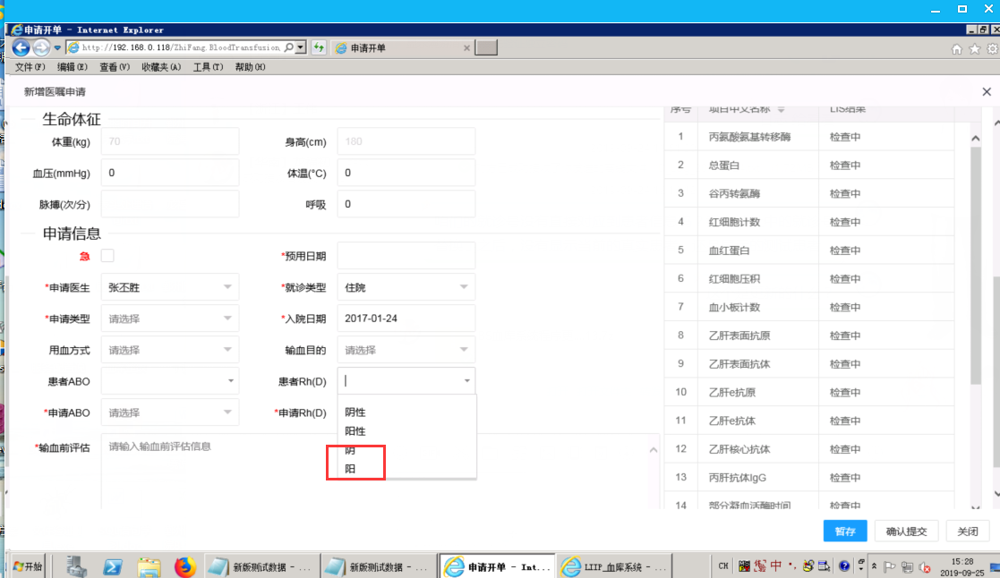 申请开单 - Internet Explorer
http://192.168.0.118/ZhiFang.BloodTransfusion
申请开单
文件(F) 编辑(E) 查看(V) 收藏夹(A) 工具(T) 帮助(H)
新增医嘱申请
生命体征
体重(kg) 70 身高(cm) 180
血压(mmHg) 0 体温(°C) 0
脉搏(次/分) 呼吸 0
申请信息
急 *预用日期
*申请医生 张丕胜 *就诊类型 住院
*申请类型 请选择 *入院日期 2017-01-24
用血方式 请选择 输血目的 请选择
患者ABO 患者Rh(D)
*申请ABO 请选择 *申请Rh(D)
阴性
阳性
阴
阳
*输血前评估 请输入输血前评估信息
序号 项目中文名称 LIS结果
1 丙氨酸氨基转移酶 检查中
2 总蛋白 检查中
3 谷丙转氨酶 检查中
4 红细胞计数 检查中
5 血红蛋白 检查中
6 红细胞压积 检查中
7 血小板计数 检查中
8 乙肝表面抗原 检查中
9 乙肝表面抗体 检查中
10 乙肝e抗原 检查中
11 乙肝e抗体 检查中
12 乙肝核心抗体 检查中
13 丙肝抗体IgG 检查中
14 部分凝血活酶时间 检查中
暂存 确认提交 关闭
开始 新版测试数据 - ... 新版测试数据 - ... 申请开单 - Int... LIIP_血库系统 - ... CH 中 15:28
2019-09-25